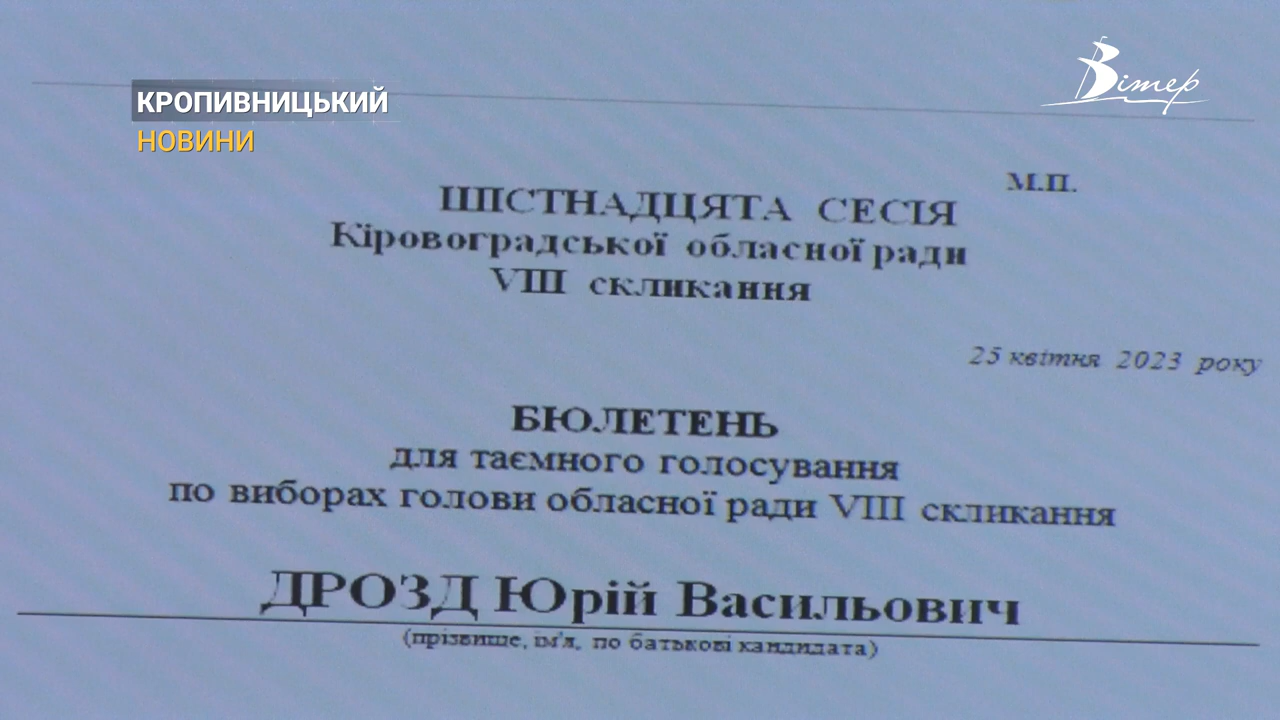 КРОПИВНИЦЬКИЙ
НОВИНИ
Вітер
М.П.
ШІСТНАДЦЯТА СЕСІЯ
Кіровоградської обласної ради
VIII скликання
25 квітня 2023 року
БЮЛЕТЕНЬ
для таємного голосування
по виборах голови обласної ради VIII скликання
ДРОЗД Юрій Васильович
(прізвище, ім'я, по батькові кандидата)